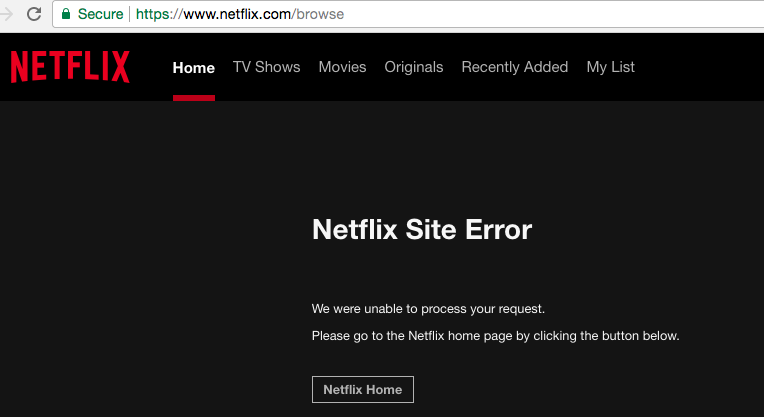 Secure https://www.netflix.com/browse
NETFLIX Home TV Shows Movies Originals Recently Added My List
Netflix Site Error
We were unable to process your request.
Please go to the Netflix home page by clicking the button below.
Netflix Home